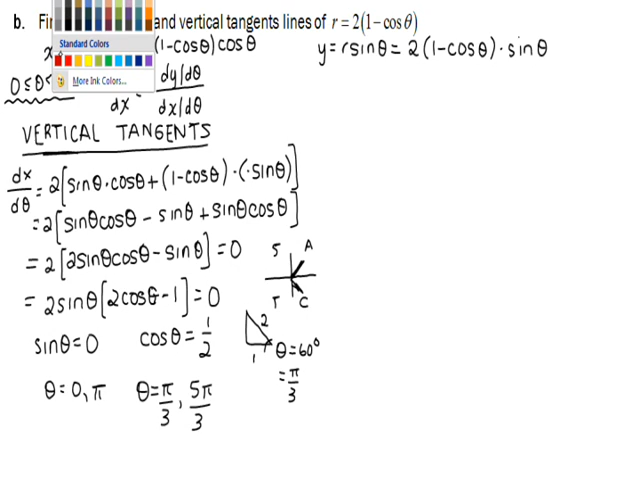 b. and vertical tangents lines of r = 2(1−cosθ)
(1-cosθ)cosθ y=rsinθ=2(1-cosθ)·sinθ
Standard Colors
More Ink Colors...
0≤θ<
dy/dθ
dx = dx/dθ
VERTICAL TANGENTS
dx/dθ = 2[sinθ·cosθ+(1-cosθ)·(-sinθ)]
=2[sinθcosθ - sinθ+sinθcosθ]
=2[2sinθcosθ-sinθ]=0
S A
T C
=2sinθ[2cosθ-1]=0
sinθ=0 cosθ=1/2
2
1
θ=60°
=π/3
θ=0,π θ=π/3, 5π/3